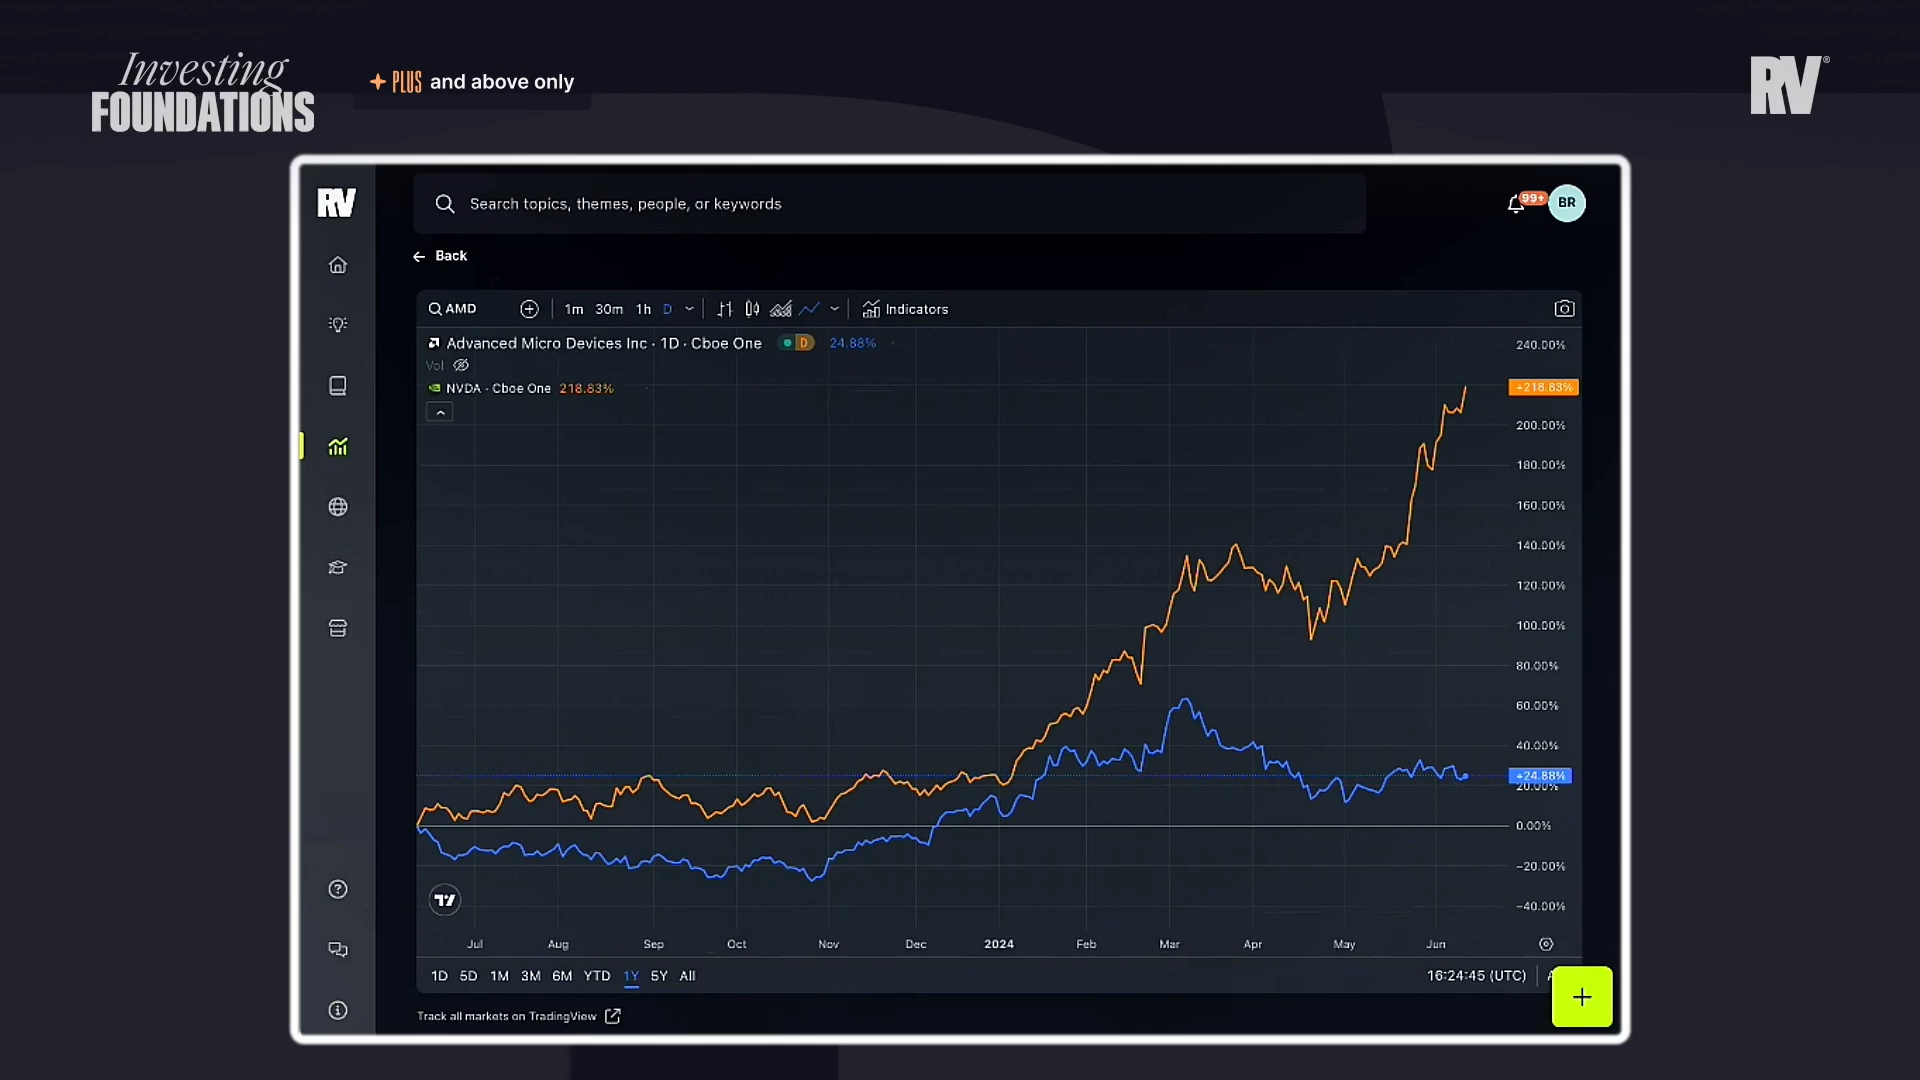 Investing
FOUNDATIONS
PLUS and above only
RV®
RV
Search topics, themes, people, or keywords
99+
BR
Back
AMD
1m 30m 1h D
Indicators
Advanced Micro Devices Inc · 1D · Cboe One D 24.88%
Vol
NVDA · Cboe One 218.83%
240.00%
+218.83%
200.00%
180.00%
160.00%
140.00%
120.00%
100.00%
80.00%
60.00%
40.00%
+24.88%
20.00%
0.00%
−20.00%
−40.00%
Jul Aug Sep Oct Nov Dec 2024 Feb Mar Apr May Jun
1D 5D 1M 3M 6M YTD 1Y 5Y All
16:24:45 (UTC)
+
Track all markets on TradingView